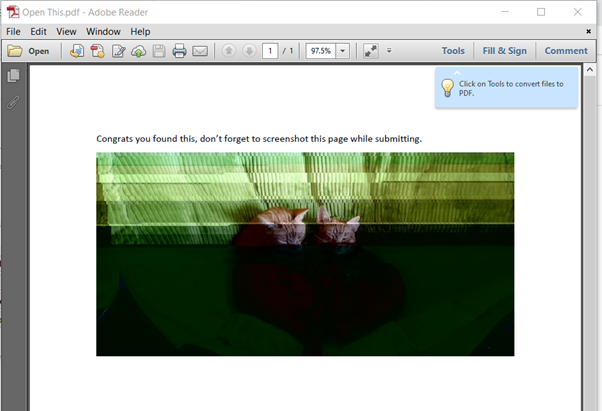 Open This.pdf - Adobe Reader
File Edit View Window Help
Open 1 / 1 97.5% Tools Fill & Sign Comment
Click on Tools to convert files to
PDF.
Congrats you found this, don't forget to screenshot this page while submitting.